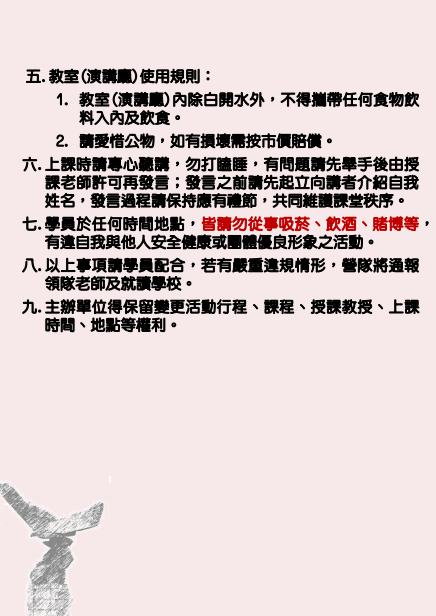 五.教室(演講廳)使用規則：
1. 教室(演講廳)內除白開水外，不得攜帶任何食物飲
料入內及飲食。
2. 請愛惜公物，如有損壞需按市價賠償。
六.上課時請專心聽講，勿打瞌睡，有問題請先舉手後由授
課老師許可再發言；發言之前請先起立向講者介紹自我
姓名，發言過程請保持應有禮節，共同維護課堂秩序。
七.學員於任何時間地點，皆請勿從事吸菸、飲酒、賭博等，
有違自我與他人安全健康或團體優良形象之活動。
八.以上事項請學員配合，若有嚴重違規情形，營隊將通報
領隊老師及就讀學校。
九.主辦單位得保留變更活動行程、課程、授課教授、上課
時間、地點等權利。